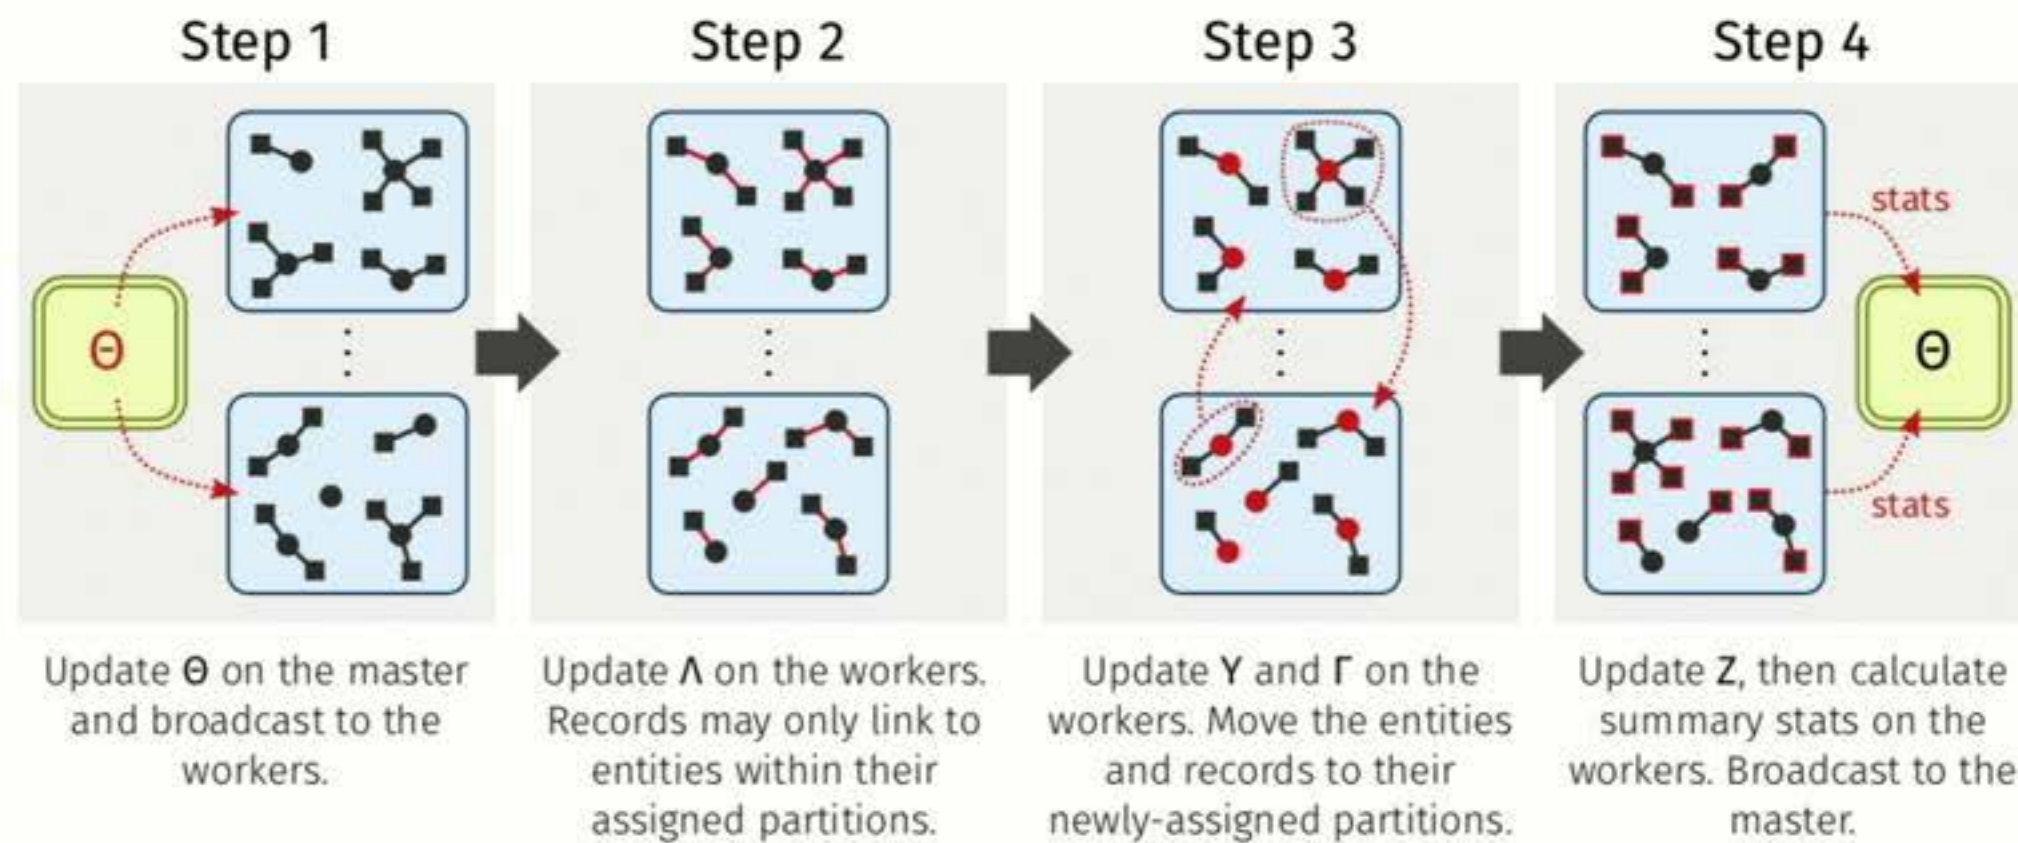 Step 1
Step 2
Step 3
Step 4
Θ
stats
Θ
stats
Update Θ on the master
and broadcast to the
workers.
Update Λ on the workers.
Records may only link to
entities within their
assigned partitions.
Update Y and Γ on the
workers. Move the entities
and records to their
newly-assigned partitions.
Update Z, then calculate
summary stats on the
workers. Broadcast to the
master.